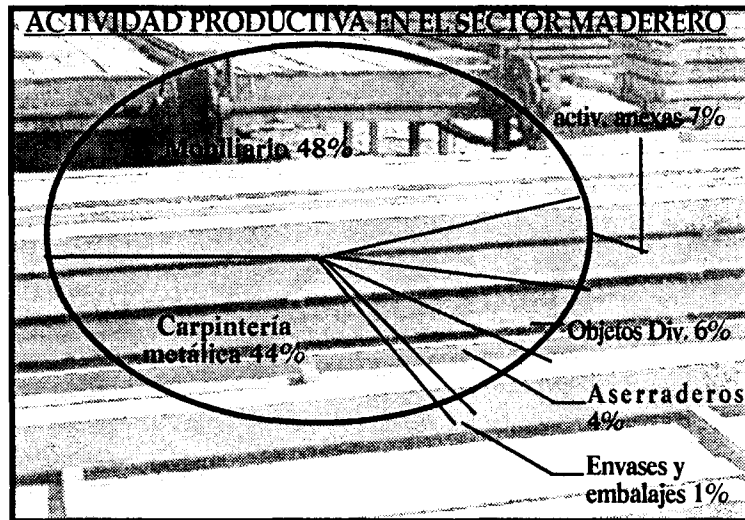 ACTIVIDAD PRODUCTIVA EN EL SECTOR MADERERO
activ. anexas 7%
Mobiliario 48%
Carpintería
metálica 44%
Objetos Div. 6%
Aserraderos
4%
Envases y
embalajes 1%